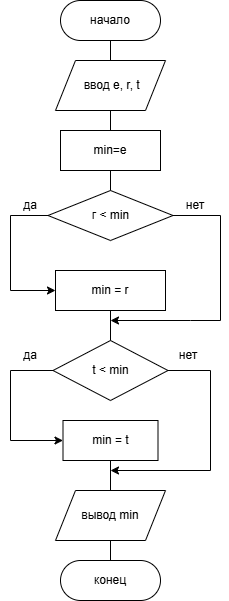 начало
ввод e, r, t
min=e
да
r < min
нет
min = r
да
t < min
нет
min = t
вывод min
конец